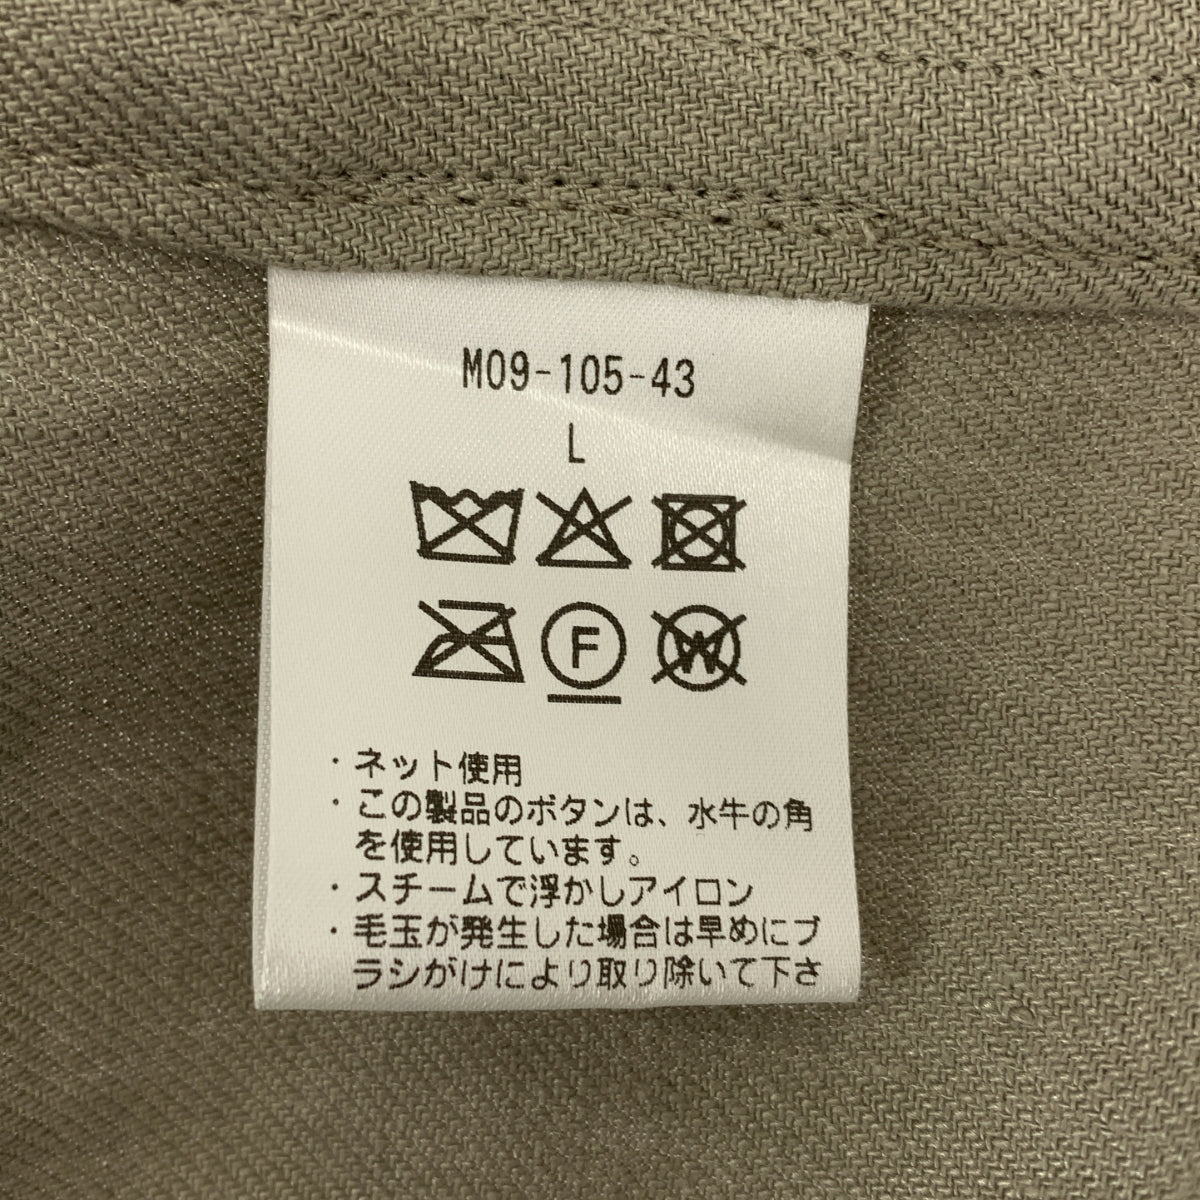 M09-105-43
L
F
W
・ネット使用
・この製品のボタンは、水牛の角
を使用しています。
・スチームで浮かしアイロン
・毛玉が発生した場合は早めにブ
ラシがけにより取り除いて下さ